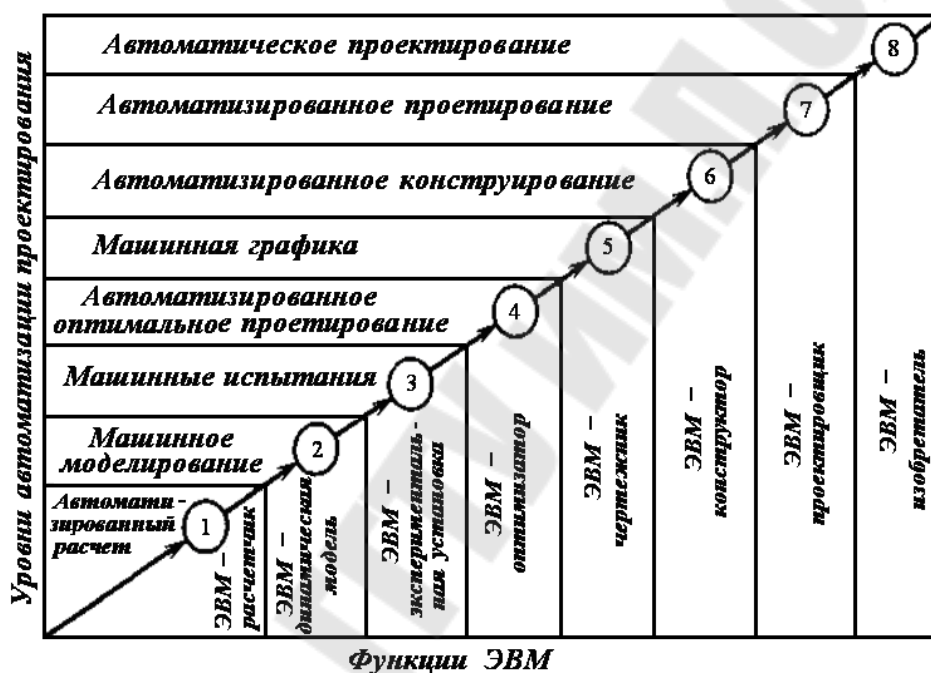 Уровни автоматизации проектирования
Автоматическое проектирование
8
Автоматизированное проетирование
7
Автоматизированное конструирование
6
Машинная графика
5
Автоматизированное
оптимальное проетирование
4
Машинные испытания
3
Машинное
моделирование
2
Автомати-
зированный
расчет
1
ЭВМ –
расчетчик
ЭВМ –
динамическая
модель
ЭВМ –
эксперименталь-
ная установка
ЭВМ –
оптимизатор
ЭВМ –
чертежник
ЭВМ –
конструктор
ЭВМ –
проектировщик
ЭВМ –
изобретатель
Функции ЭВМ